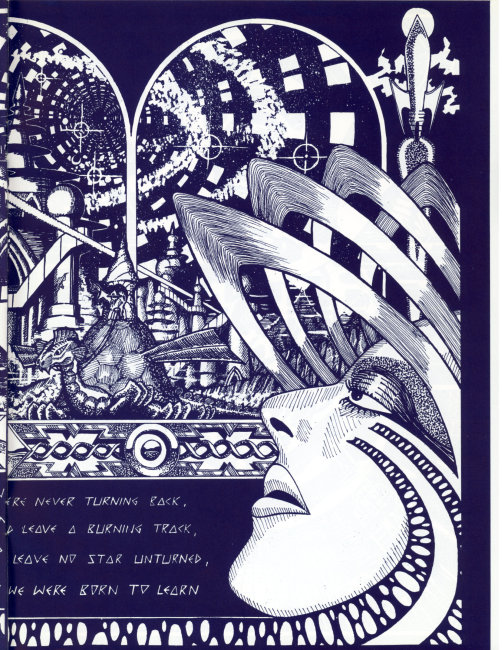 RE NEVER TURNING BACK,
LEAVE A BURNING TRACK,
LEAVE NO STAR UNTURNED,
WE WERE BORN TO LEARN